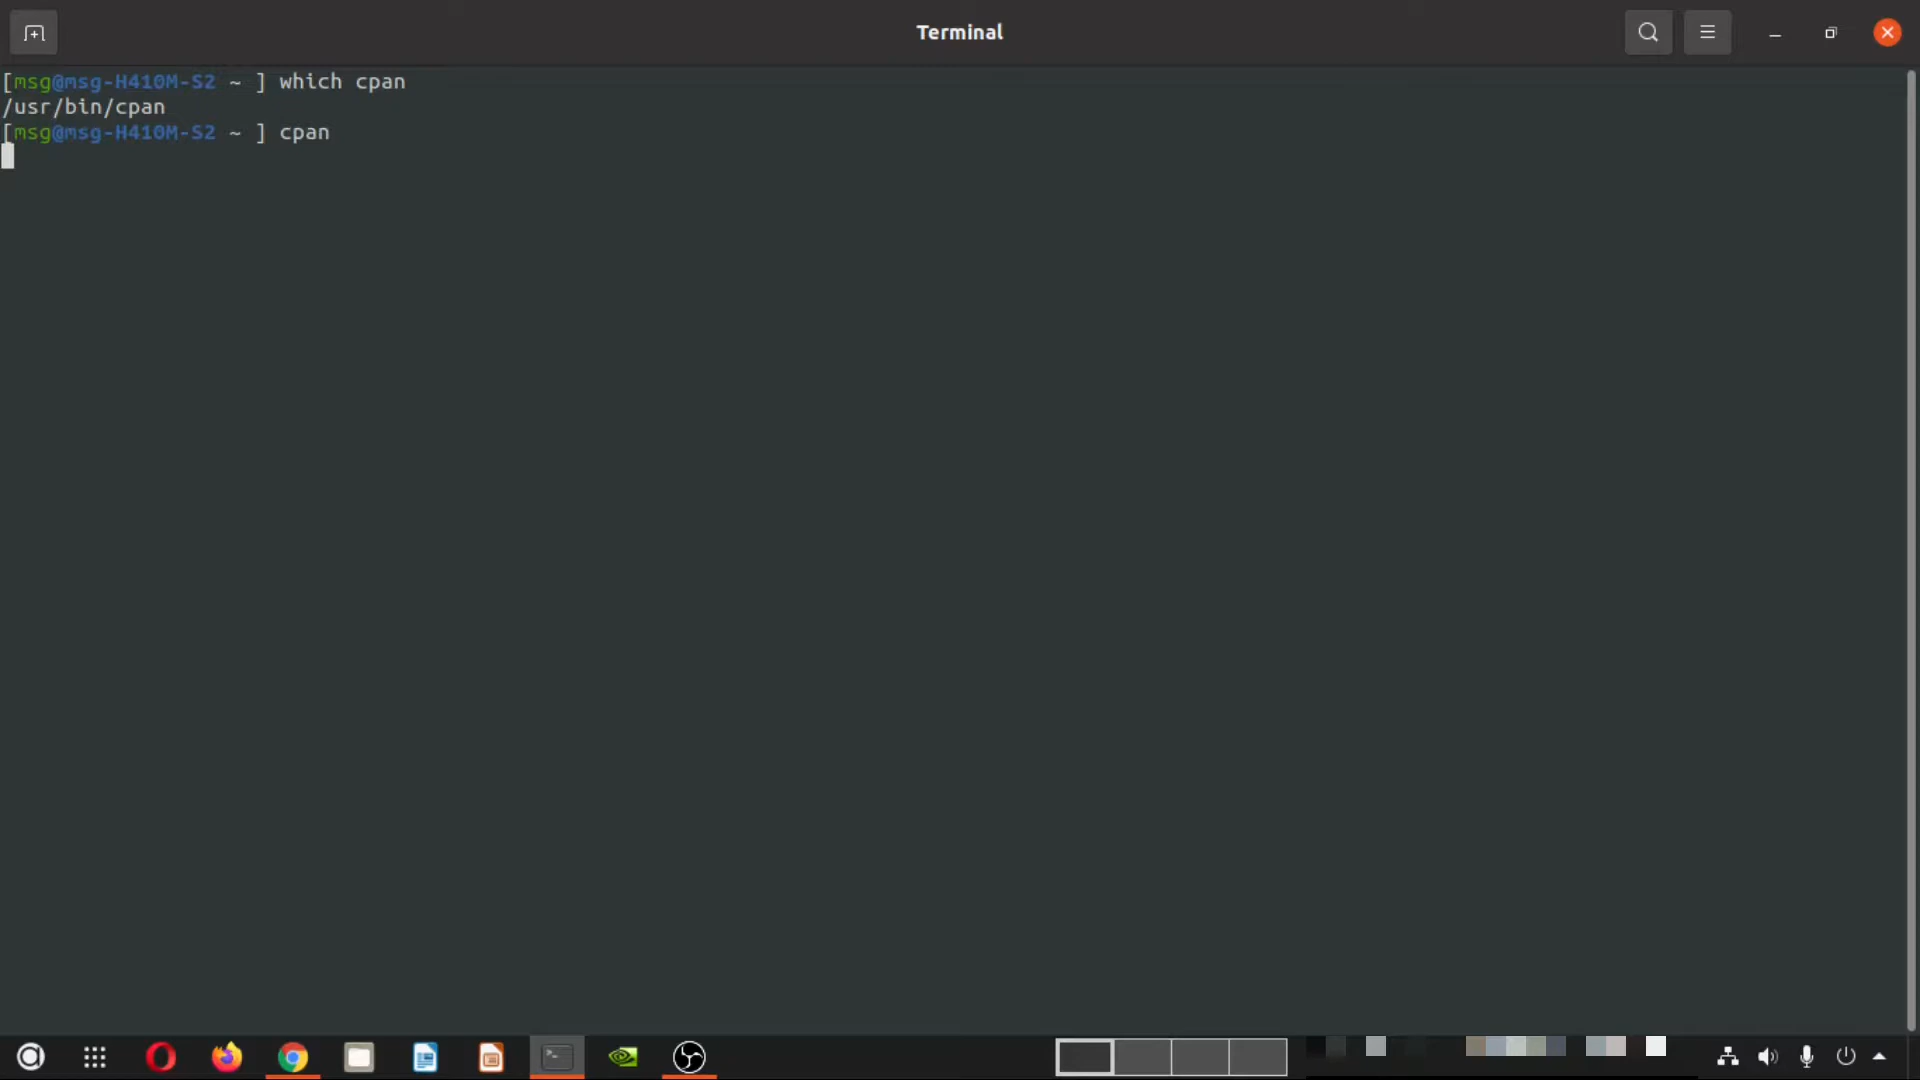 Terminal
[msg@msg-H410M-S2 ~ ] which cpan
/usr/bin/cpan
[msg@msg-H410M-S2 ~ ] cpan